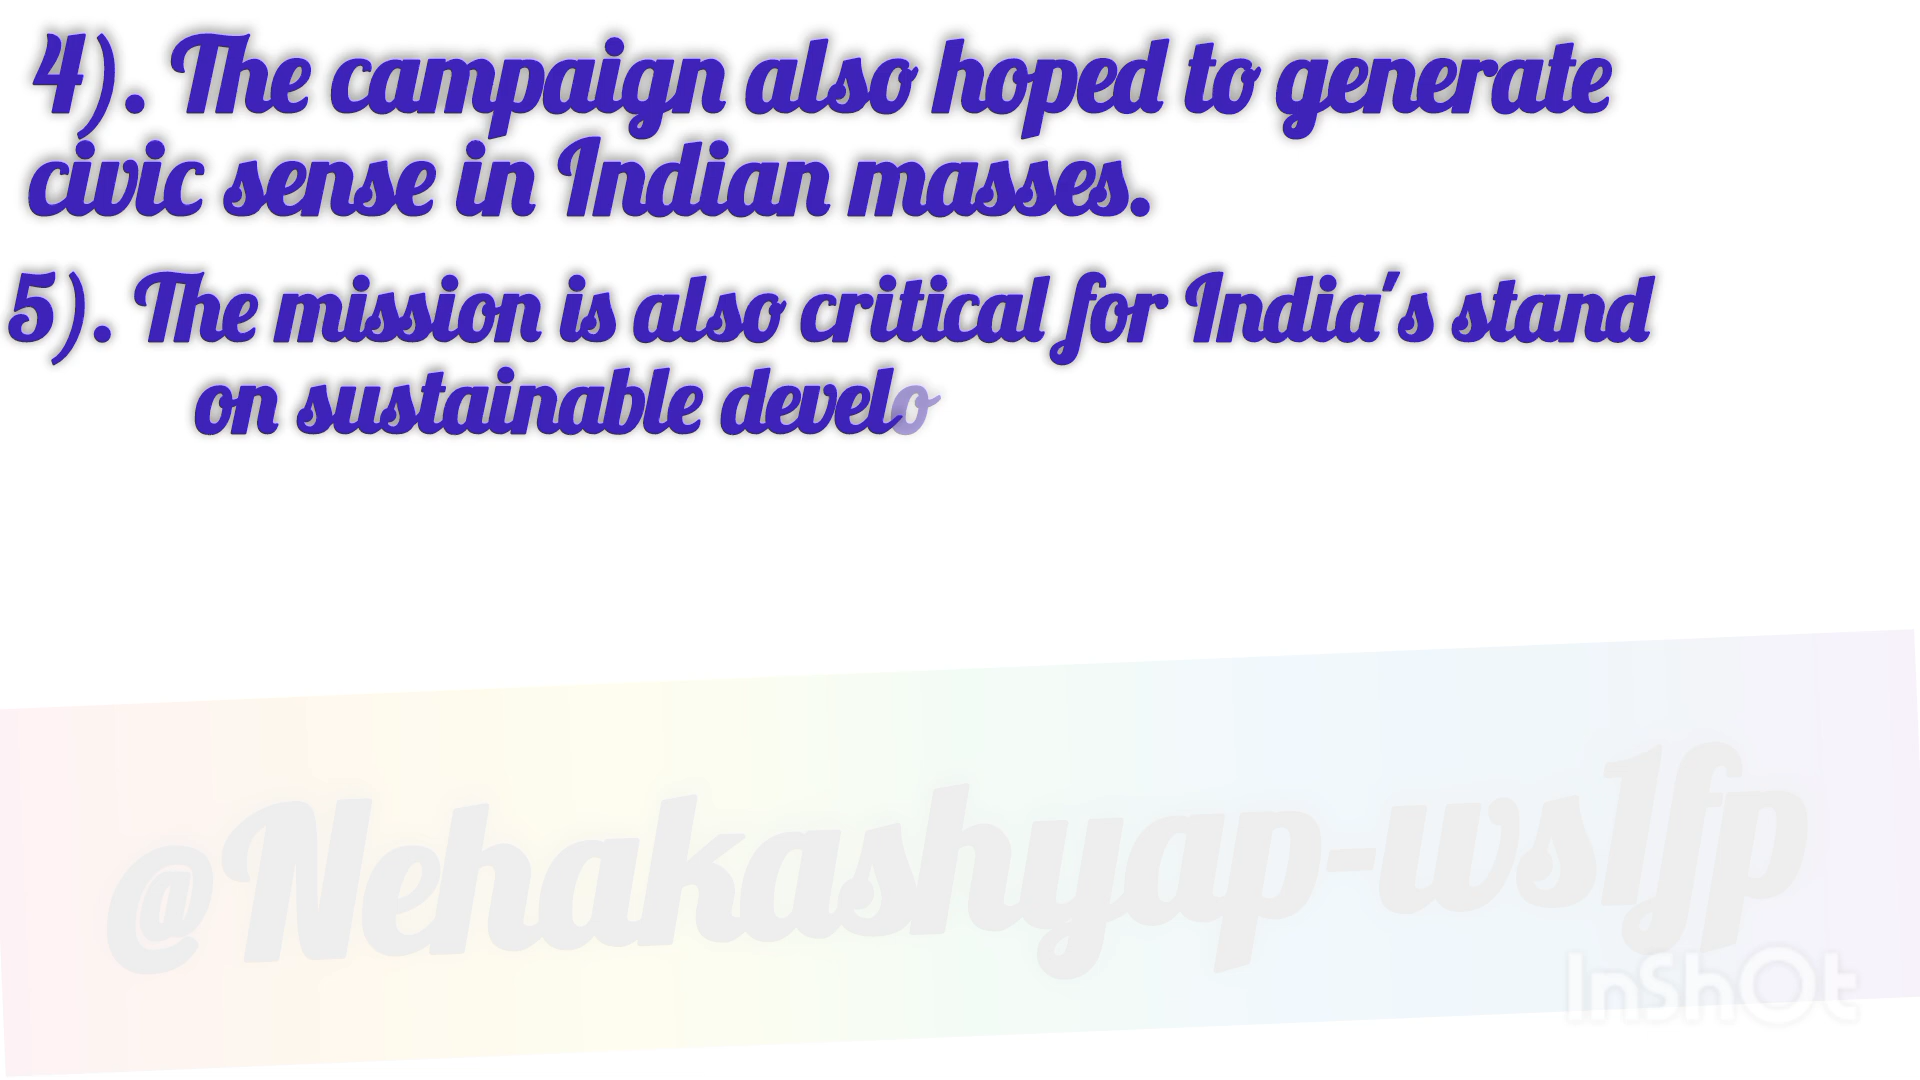 4). The campaign also hoped to generate
civic sense in Indian masses.
5). The mission is also critical for India's stand
on sustainable develo
@Nehakashyap-ws1fp
InShOt